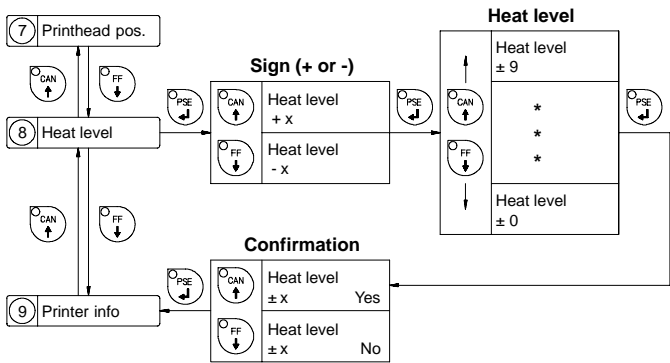 Heat level
7 Printhead pos.
CAN FF
Sign (+ or -)
Heat level
± 9
PSE
CAN
Heat level
+ x
PSE
CAN
*
*
*
PSE
8 Heat level
FF
Heat level
- x
FF
Heat level
± 0
CAN FF
Confirmation
PSE
CAN
Heat level
± x Yes
9 Printer info
FF
Heat level
± x No